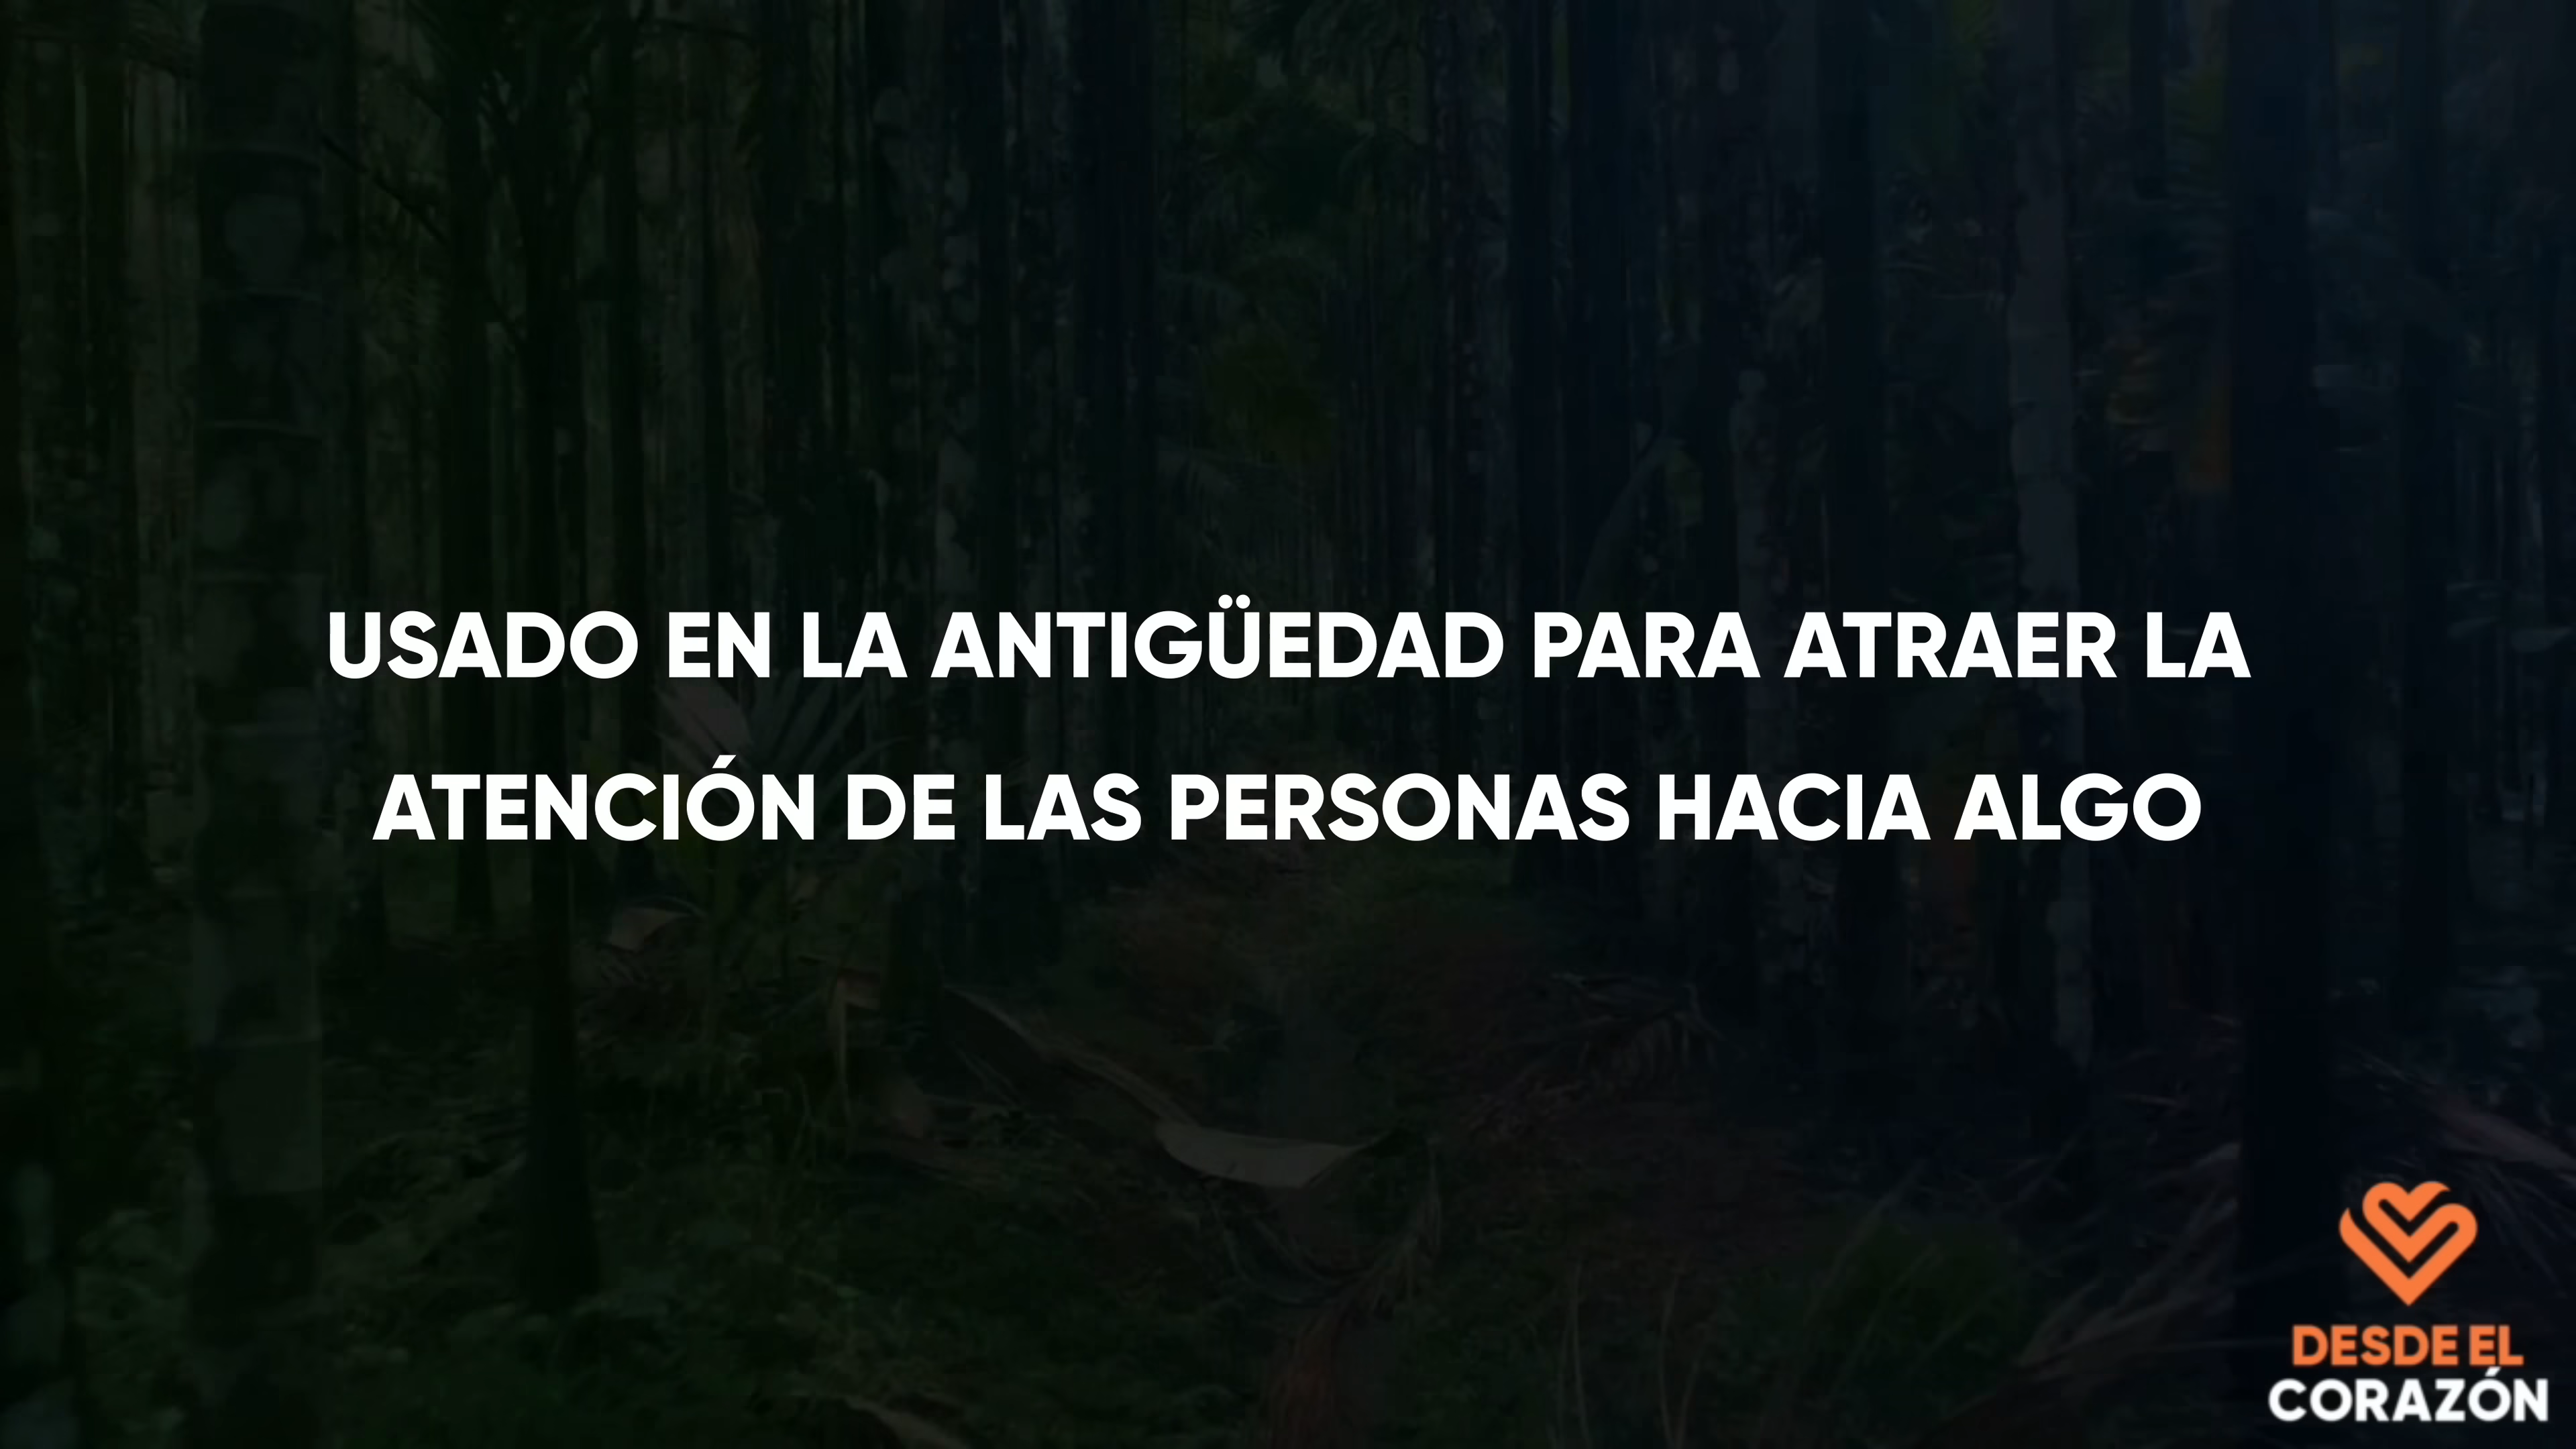 USADO EN LA ANTIGÜEDAD PARA ATRAER LA
ATENCIÓN DE LAS PERSONAS HACIA ALGO
DESDE EL
CORAZÓN